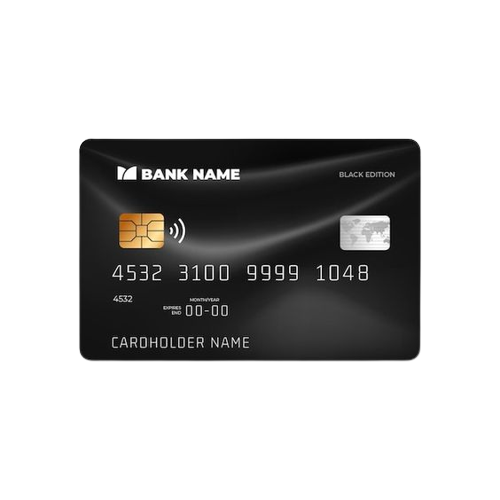 BANK NAME
BLACK EDITION
4532 3100 9999 1048
4532
MONTH/YEAR
EXPIRES END 00-00
CARDHOLDER NAME